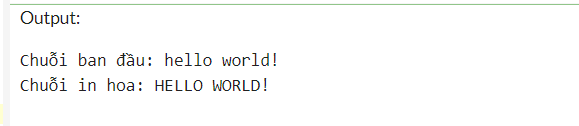 Output:
Chuỗi ban đầu: hello world!
Chuỗi in hoa: HELLO WORLD!